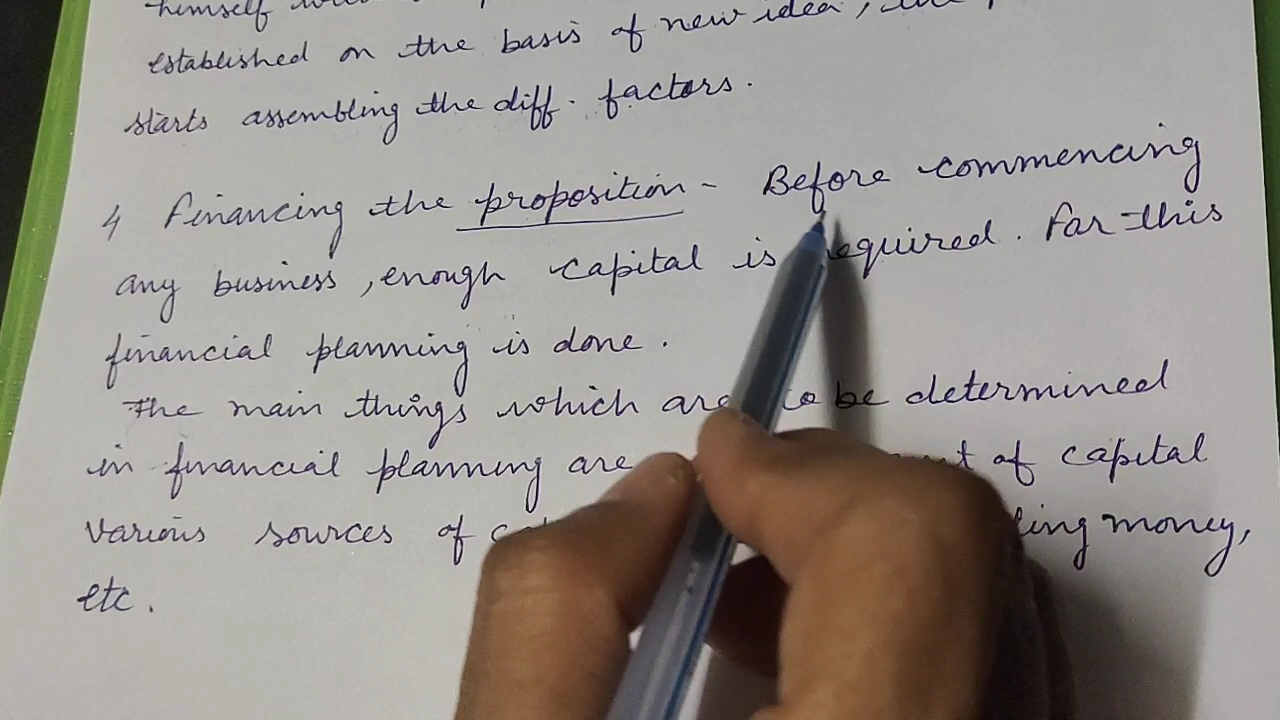 himself
established on the basis of new idea,
starts assembling the diff. factors.
4 Financing the proposition - Before commencing
any business, enough capital is required. For this
financial planning is done.
The main things which are to be determined
in financial planning are of capital
various sources of money,
etc.